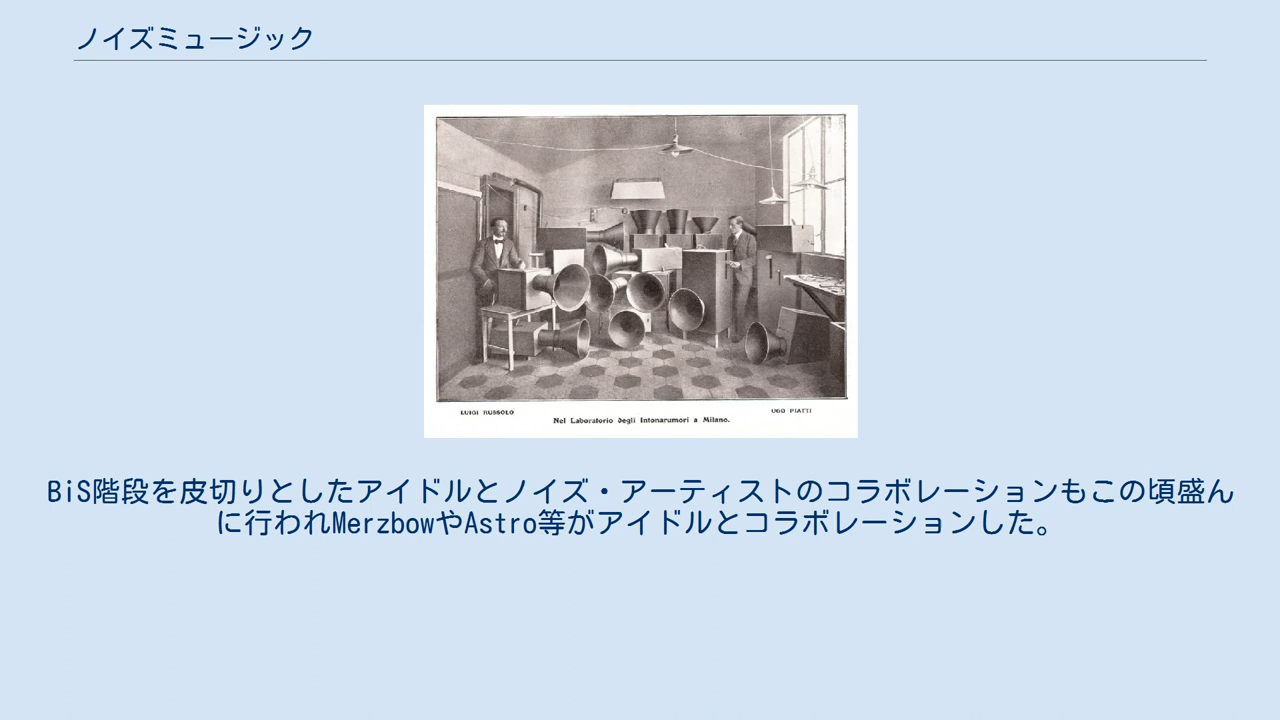 ノイズミュージック
LUIGI RUSSOLO
UGO PIATTI
Nel Laboratorio degli Intonarumori a Milano.
BiS階段を皮切りとしたアイドルとノイズ・アーティストのコラボレーションもこの頃盛ん
に行われMerzbowやAstro等がアイドルとコラボレーションした。